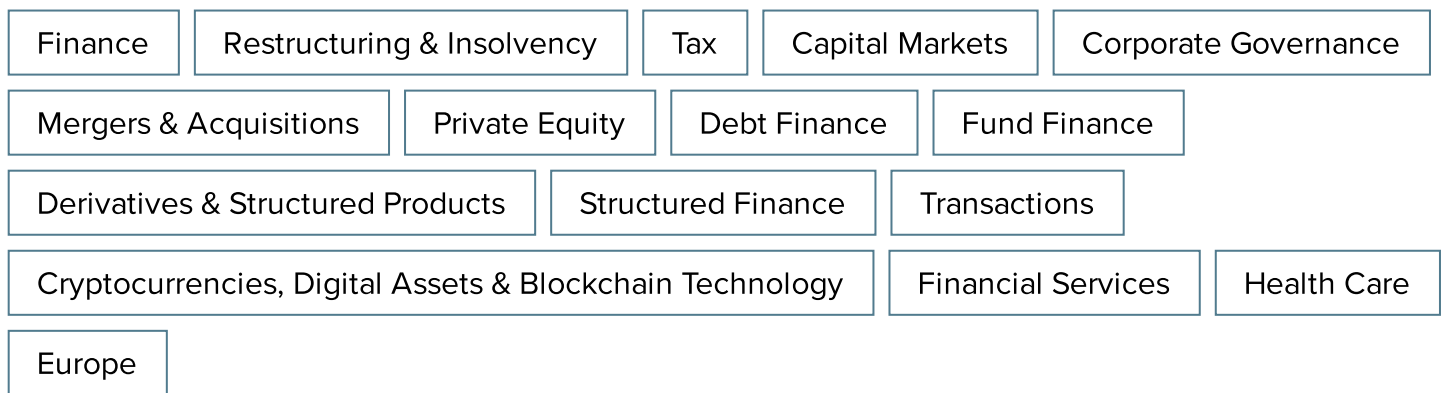 Finance Restructuring & Insolvency Tax Capital Markets Corporate Governance
Mergers & Acquisitions Private Equity Debt Finance Fund Finance
Derivatives & Structured Products Structured Finance Transactions
Cryptocurrencies, Digital Assets & Blockchain Technology Financial Services Health Care
Europe